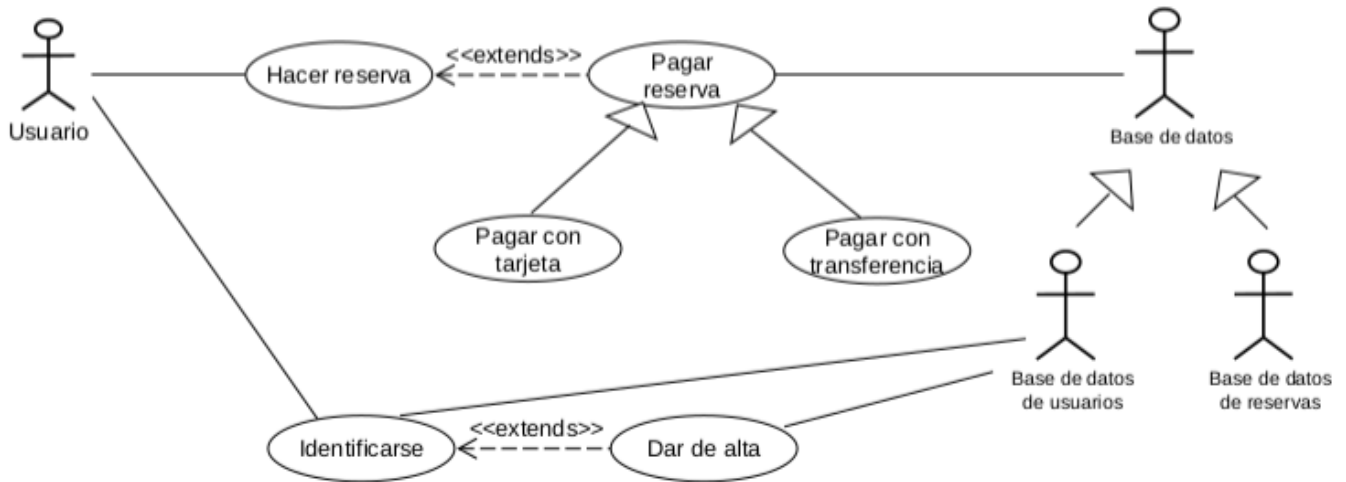 <<extends>>
Hacer reserva
Pagar
reserva
Usuario
Base de datos
Pagar con
tarjeta
Pagar con
transferencia
Base de datos
de usuarios
Base de datos
de reservas
<<extends>>
Identificarse
Dar de alta